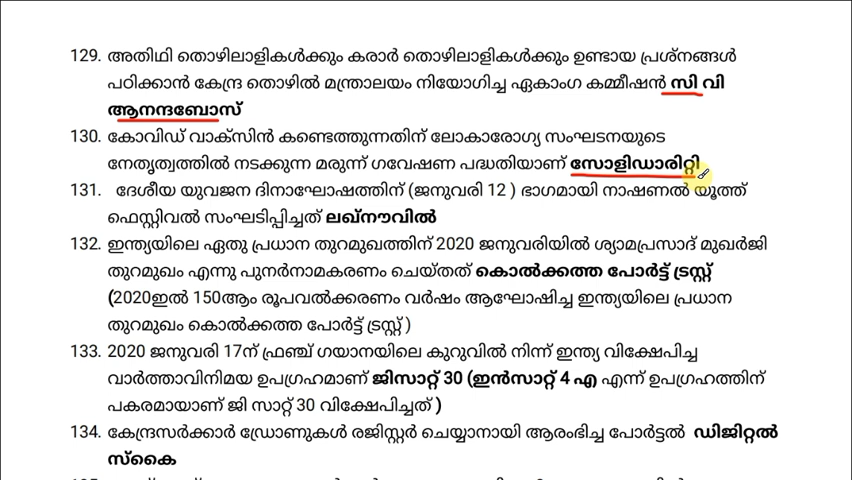 129. അതിഥി തൊഴിലാളികൾക്കും കരാർ തൊഴിലാളികൾക്കും ഉണ്ടായ പ്രശ്നങ്ങൾ
പഠിക്കാൻ കേന്ദ്ര തൊഴിൽ മന്ത്രാലയം നിയോഗിച്ച ഏകാംഗ കമ്മീഷൻ സി വി
ആനന്ദബോസ്
130. കോവിഡ് വാക്സിൻ കണ്ടെത്തുന്നതിന് ലോകാരോഗ്യ സംഘടനയുടെ
നേതൃത്വത്തിൽ നടക്കുന്ന മരുന്ന് ഗവേഷണ പദ്ധതിയാണ് സോളിഡാരിറ്റി
131. ദേശീയ യുവജന ദിനാഘോഷത്തിന് (ജനുവരി 12 ) ഭാഗമായി നാഷണൽ യൂത്ത്
ഫെസ്റ്റിവൽ സംഘടിപ്പിച്ചത് ലഖ്നൗവിൽ
132. ഇന്ത്യയിലെ ഏതു പ്രധാന തുറമുഖത്തിന് 2020 ജനുവരിയിൽ ശ്യാമപ്രസാദ് മുഖർജി
തുറമുഖം എന്നു പുനർനാമകരണം ചെയ്തത് കൊൽക്കത്ത പോർട്ട് ട്രസ്റ്റ്
(2020ഇൽ 150ആം രൂപവൽക്കരണം വർഷം ആഘോഷിച്ച ഇന്ത്യയിലെ പ്രധാന
തുറമുഖം കൊൽക്കത്ത പോർട്ട് ട്രസ്റ്റ് )
133. 2020 ജനുവരി 17ന് ഫ്രഞ്ച് ഗയാനയിലെ കുറുവിൽ നിന്ന് ഇന്ത്യ വിക്ഷേപിച്ച
വാർത്താവിനിമയ ഉപഗ്രഹമാണ് ജിസാറ്റ് 30 (ഇൻസാറ്റ് 4 എ എന്ന് ഉപഗ്രഹത്തിന്
പകരമായാണ് ജി സാറ്റ് 30 വിക്ഷേപിച്ചത് )
134. കേന്ദ്രസർക്കാർ ഡ്രോണുകൾ രജിസ്റ്റർ ചെയ്യാനായി ആരംഭിച്ച പോർട്ടൽ ഡിജിറ്റൽ
സ്കൈ